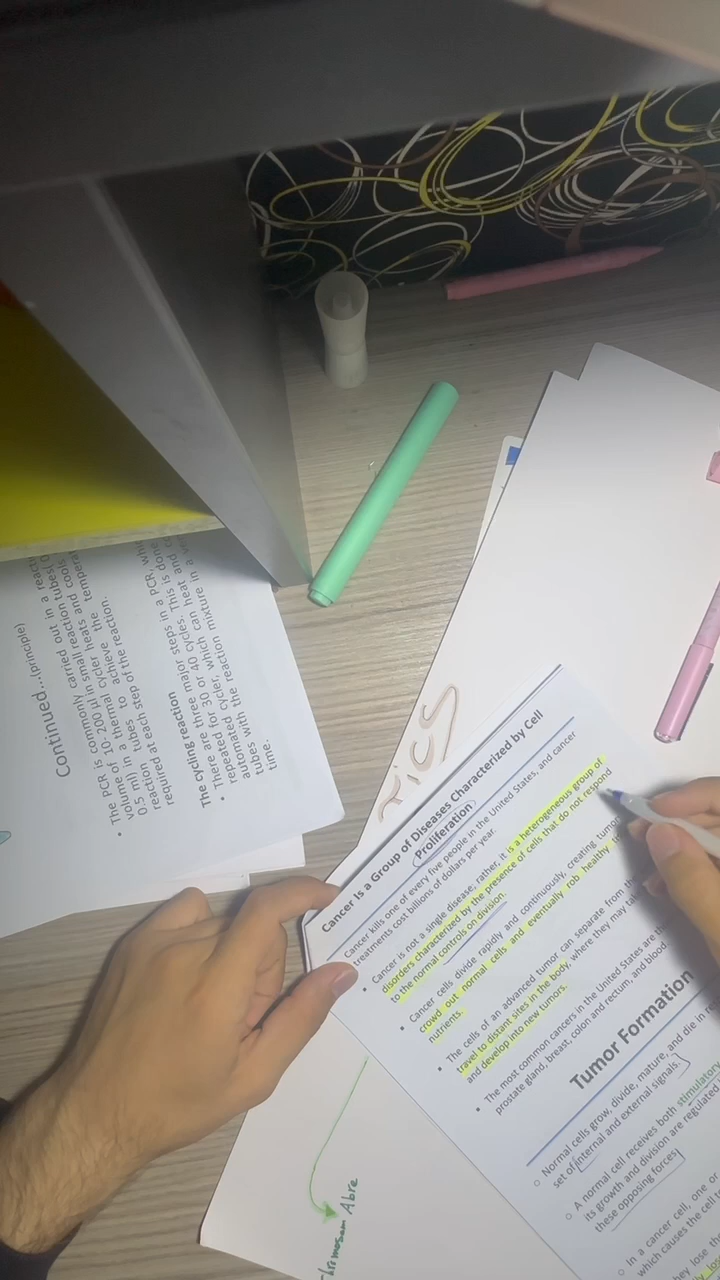 Continued...(principle)
• The PCR is commonly carried out in a
volume of 10- 200 μl in small reaction tubes
0.5 ml) in a thermal cycler the heats and cools
reaction tubes to achieve the
required at each step of the reaction.
The cycling reaction
• There are three major steps in a PCR,
repeated for 30 or 40 cycles. This is done
automated cycler, which can heat and
tubes with the reaction mixture in a
time.
TICS
Cancer Is a Group of Diseases Characterized by Cell
Proliferation
Cancer kills one of every five people in the United States, and cancer
treatments cost billions of dollars per year.
▪ Cancer is not a single disease; rather, it is a heterogeneous group of
disorders characterized by the presence of cells that do not respond
to the normal controls on division.
▪ Cancer cells divide rapidly and continuously, creating
crowd out normal cells and eventually rob healthy
nutrients.
▪ The cells of an advanced tumor can separate from
travel to distant sites in the body, where they may
and develop into new tumors.
▪ The most common cancers in the United States are
prostate gland, breast, colon and rectum, and blood
Tumor Formation
○ Normal cells grow, divide, mature, and die in
set of internal and external signals.
○ A normal cell receives both stimulatory
its growth and division are regulated
these opposing forces.
○ In a cancer cell, one or
which causes the cell
they lose
Abre